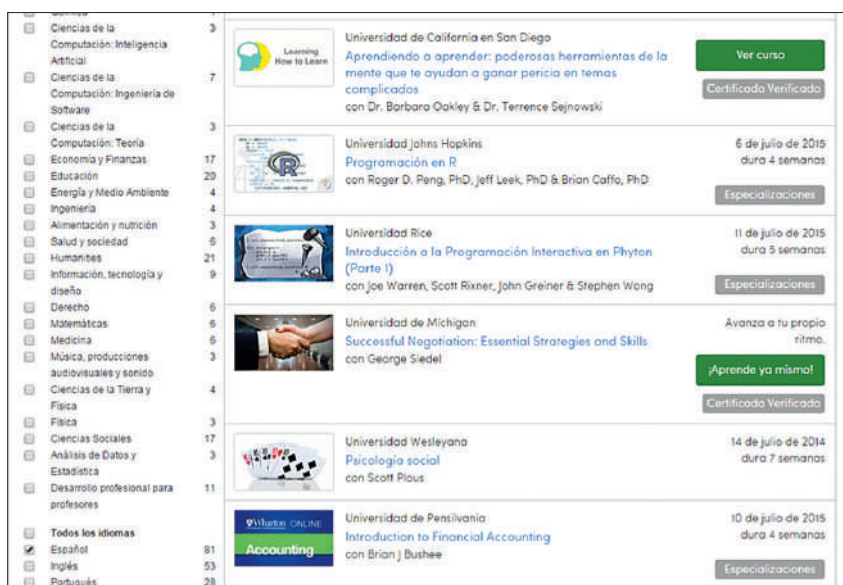 Química
Ciencias de la 3
Computación: Inteligencia
Artificial
Ciencias de la 7
Computación: Ingeniería de
Software
Ciencias de la 3
Computación: Teoría
Economía y Finanzas 17
Educación 20
Energía y Medio Ambiente 4
Ingeniería 4
Alimentación y nutrición 3
Salud y sociedad 6
Humanities 21
Información, tecnología y 9
diseño
Derecho 6
Matemáticas 6
Medicina 6
Música, producciones 3
audiovisuales y sonido
Ciencias de la Tierra y 4
Física
Física 3
Ciencias Sociales 17
Análisis de Datos y 3
Estadística
Desarrollo profesional para 11
profesores
Todos los idiomas
Español 81
Inglés 53
Portugués 28
Learning
How to Learn
Universidad de California en San Diego
Aprendiendo a aprender: poderosas herramientas de la
mente que te ayudan a ganar pericia en temas
complicados
con Dr. Barbara Oakley & Dr. Terrence Sejnowski
Ver curso
Certificado Verificado
R
Universidad Johns Hopkins
Programación en R
con Roger D. Peng, PhD, Jeff Leek, PhD & Brian Caffo, PhD
6 de julio de 2015
dura 4 semanas
Especializaciones
Universidad Rice
Introducción a la Programación Interactiva en Phyton
(Parte 1)
con Joe Warren, Scott Rixner, John Greiner & Stephen Wong
11 de julio de 2015
dura 5 semanas
Especializaciones
Universidad de Michigan
Successful Negotiation: Essential Strategies and Skills
con George Siedel
Avanza a tu propio
ritmo.
¡Aprende ya mismo!
Certificado Verificado
Universidad Wesleyana
Psicología social
con Scott Plous
14 de julio de 2014
dura 7 semanas
Wharton ONLINE
Accounting
Universidad de Pensilvania
Introduction to Financial Accounting
con Brian J Bushee
10 de julio de 2015
dura 4 semanas
Especializaciones